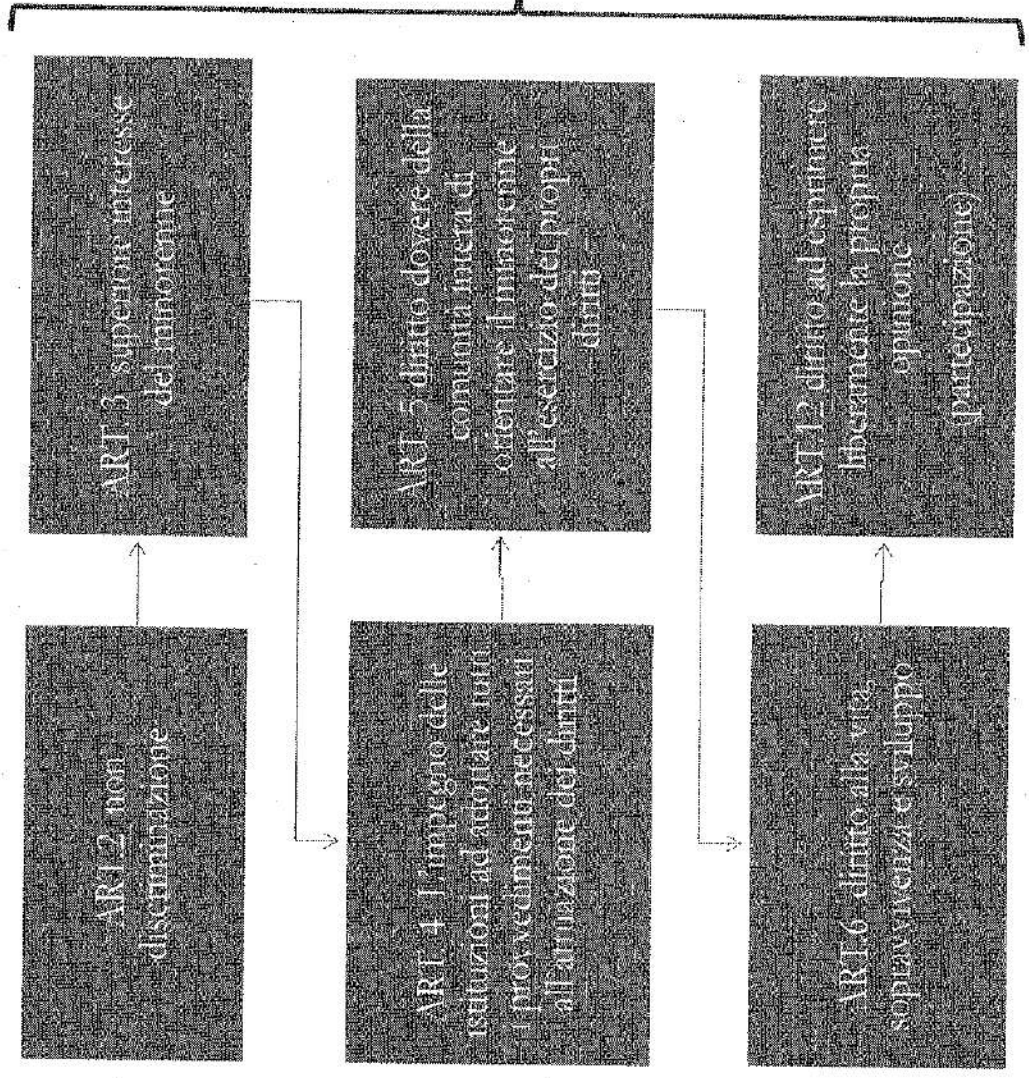 ART.2 non
discriminazione
ART.3 superior interesse
del minorenne
ART. 4 L'impegno delle
istituzioni ad adottare tutti
i provvedimenti necessari
all'attuazione dei diritti
ART. 5 diritto dovere della
comunità intera di
orientare il minorenne
all'esercizio dei propri
diritti
ART.6 diritto alla vita,
sopravvivenza e sviluppo
ART.12 diritto ad esprimere
liberamente la propria
opinione
(partecipazione)